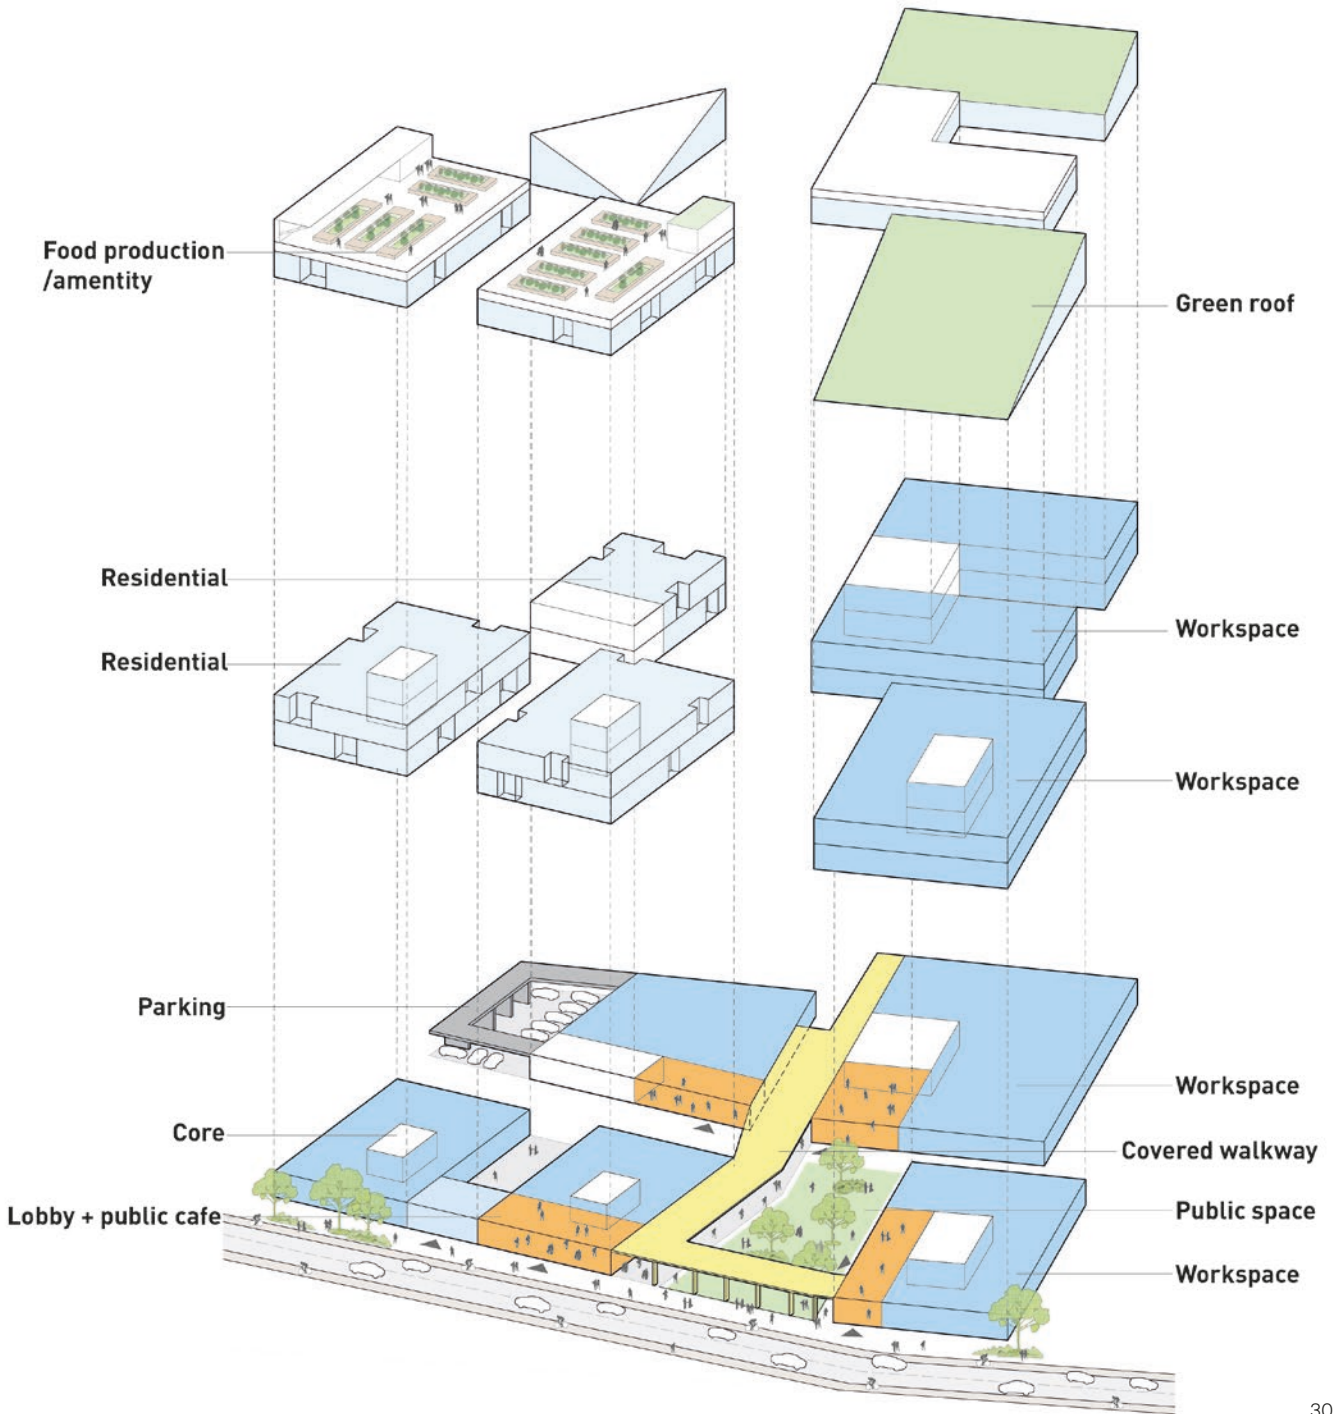 Food production
/amentity
Green roof
Residential
Workspace
Residential
Workspace
Parking
Workspace
Core
Covered walkway
Lobby + public cafe
Public space
Workspace
30